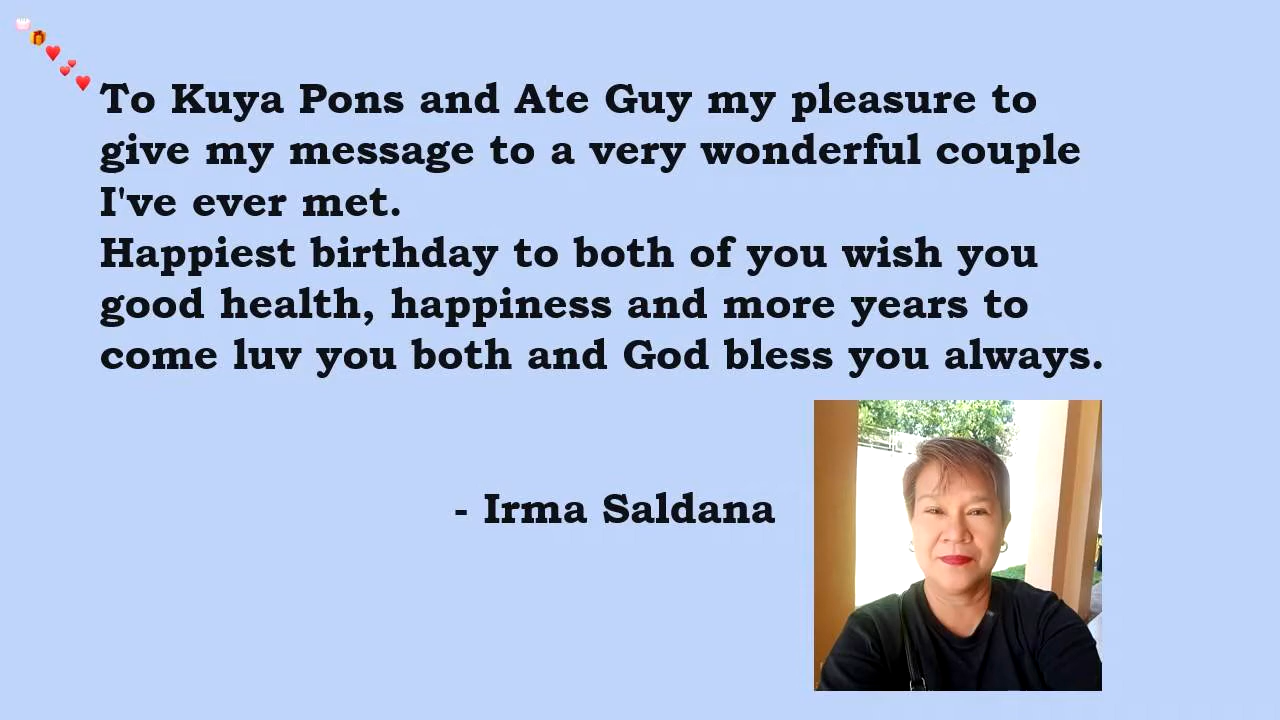 To Kuya Pons and Ate Guy my pleasure to
give my message to a very wonderful couple
I've ever met.
Happiest birthday to both of you wish you
good health, happiness and more years to
come luv you both and God bless you always.
- Irma Saldana